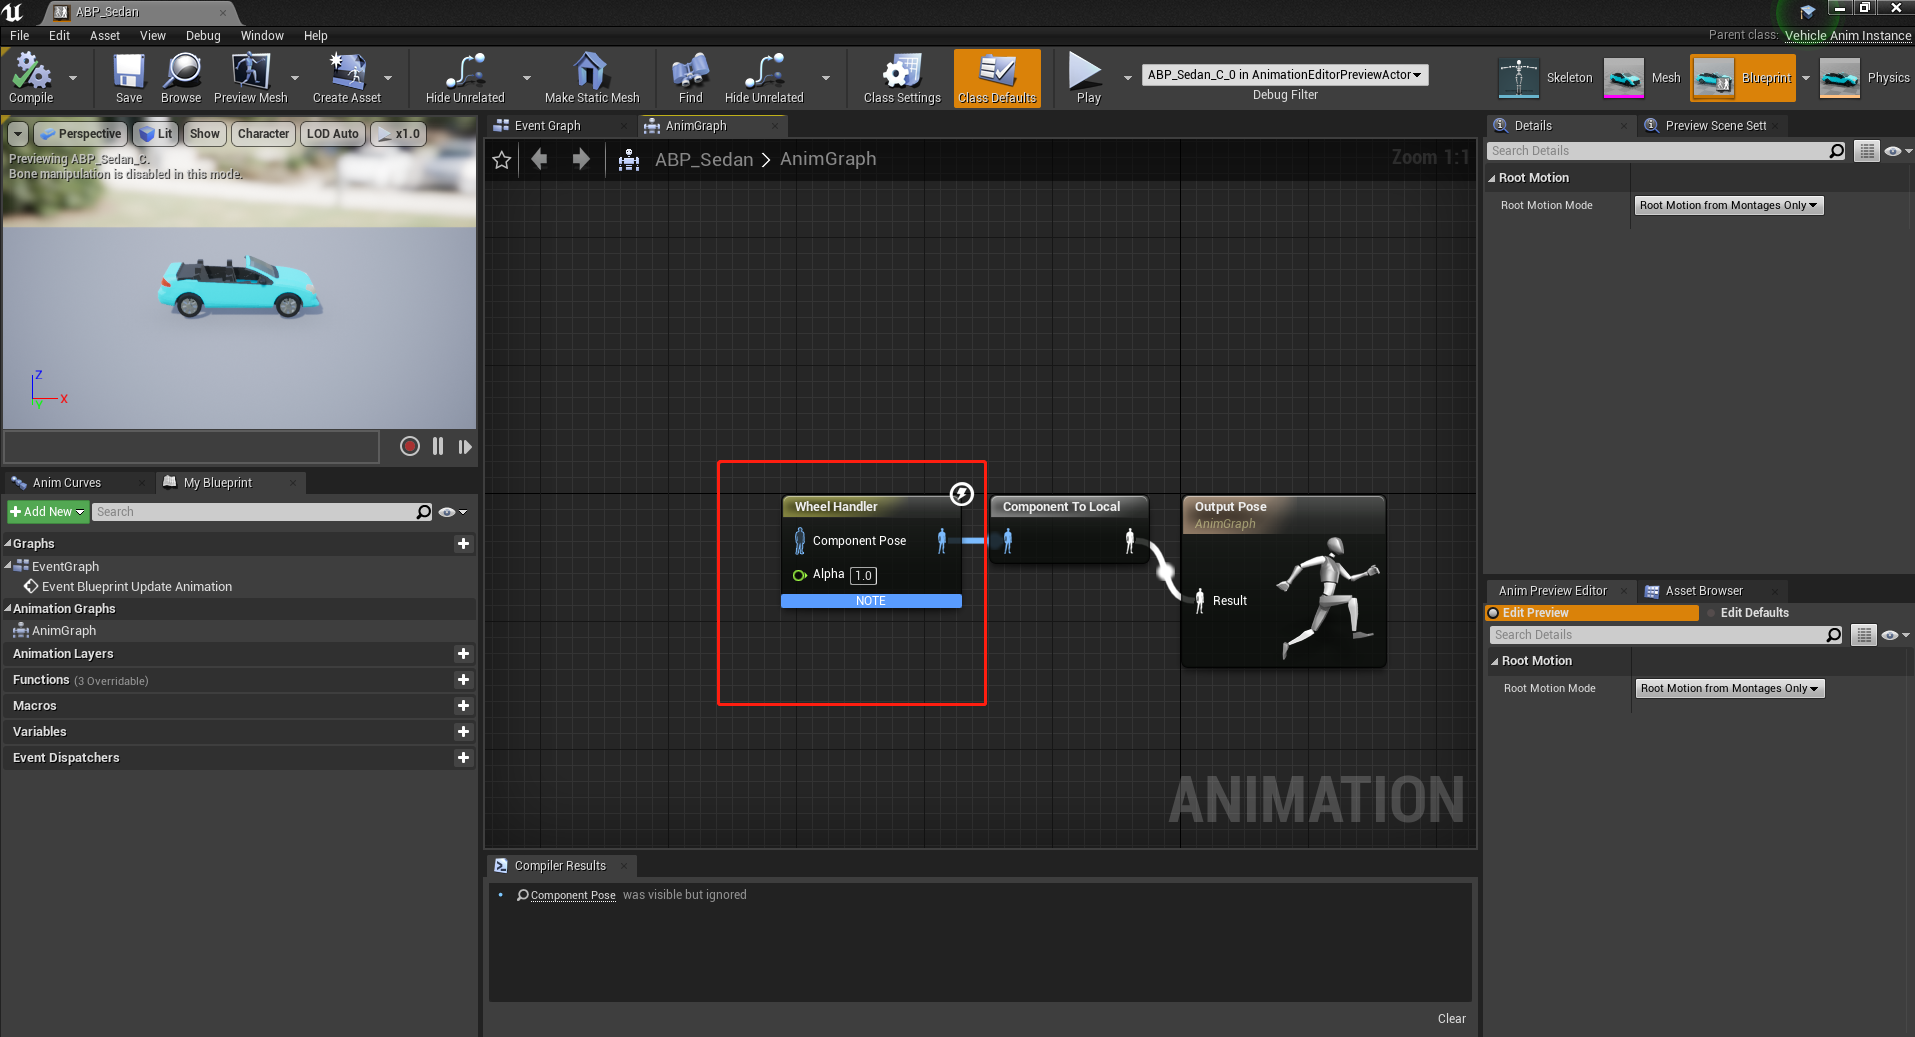 ABP_Sedan
File Edit Asset View Debug Window Help
Parent class: Vehicle Anim Instance
Compile Save Browse Preview Mesh Create Asset Hide Unrelated Make Static Mesh Find Hide Unrelated Class Settings Class Defaults Play
ABP_Sedan_C_0 in AnimationEditorPreviewActor
Debug Filter
Skeleton Mesh Blueprint Physics
Perspective Lit Show Character LOD Auto x1.0
Previewing ABP_Sedan_C.
Bone manipulation is disabled in this mode.
Z
X
Y
Anim Curves My Blueprint
Add New Search
Graphs
EventGraph
Event Blueprint Update Animation
Animation Graphs
AnimGraph
Animation Layers
Functions (3 Overridable)
Macros
Variables
Event Dispatchers
Event Graph AnimGraph
ABP_Sedan > AnimGraph
Zoom 1:1
Wheel Handler
Component Pose
Alpha 1.0
NOTE
Component To Local
Output Pose
AnimGraph
Result
ANIMATION
Compiler Results
Component Pose was visible but ignored
Clear
Details Preview Scene Sett
Search Details
Root Motion
Root Motion Mode Root Motion from Montages Only
Anim Preview Editor Asset Browser
Edit Preview Edit Defaults
Search Details
Root Motion
Root Motion Mode Root Motion from Montages Only